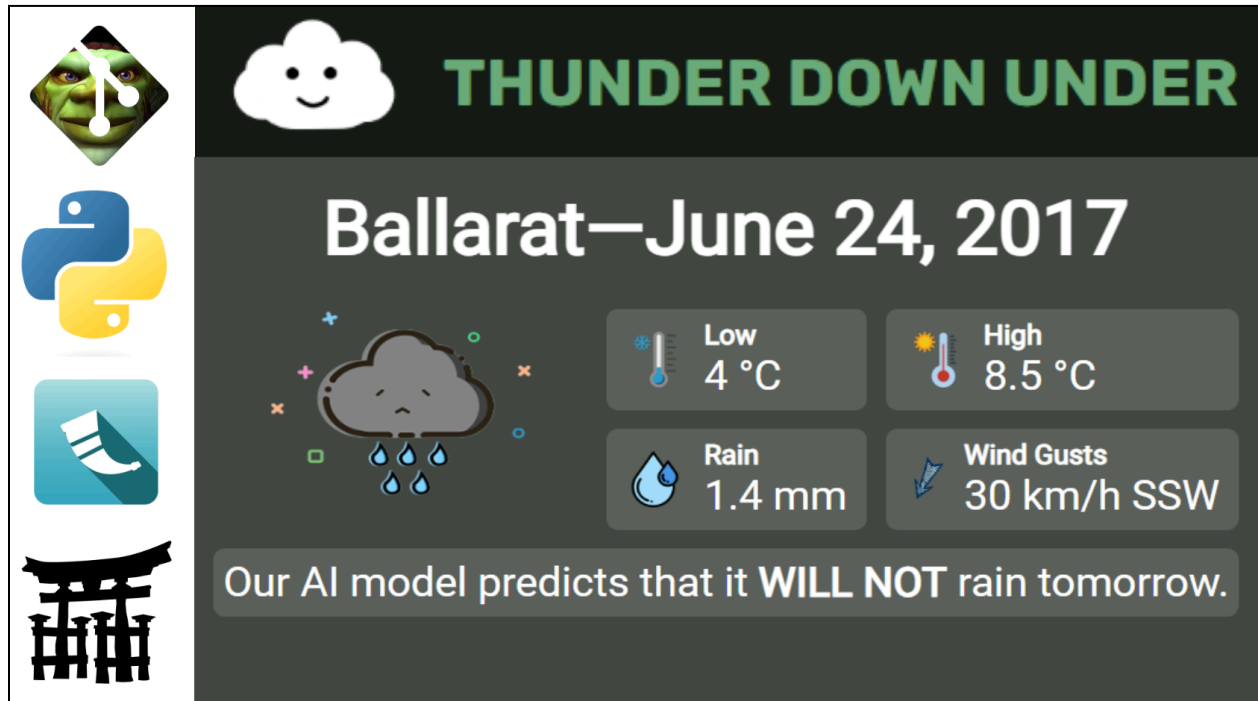 THUNDER DOWN UNDER
Ballarat—June 24, 2017
Low
4 °C
High
8.5 °C
Rain
1.4 mm
Wind Gusts
30 km/h SSW
Our AI model predicts that it WILL NOT rain tomorrow.